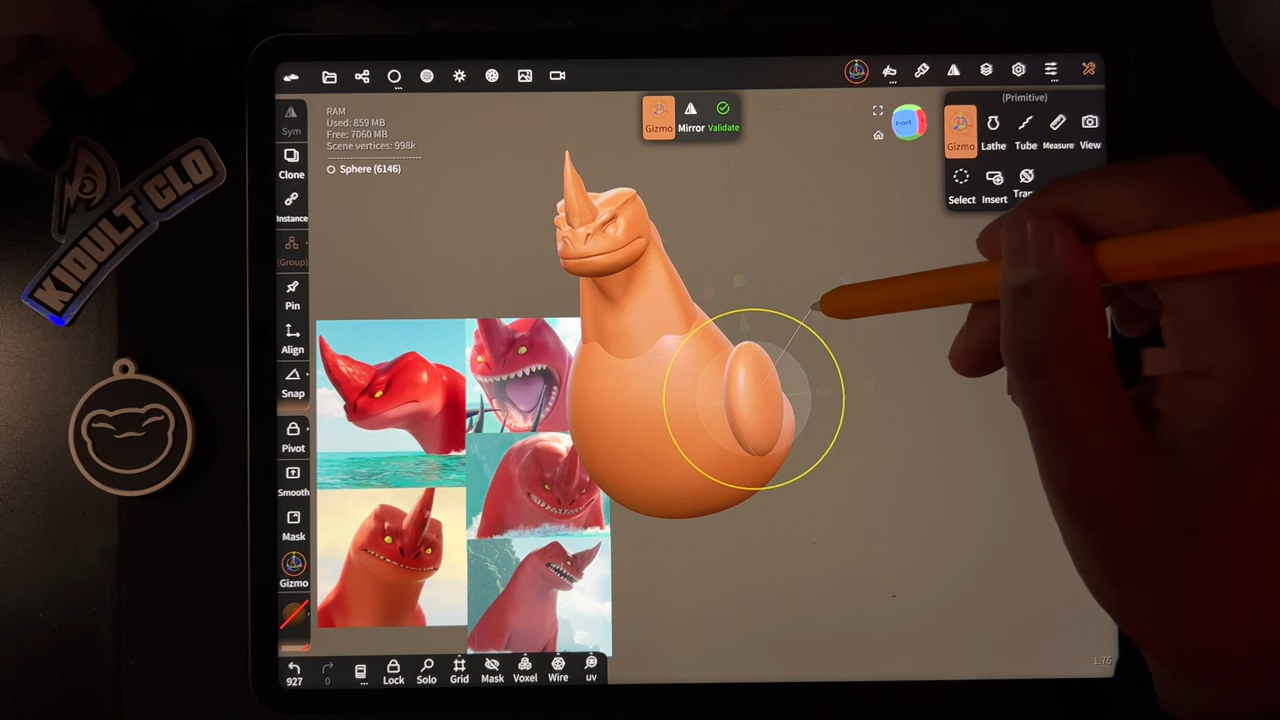 KIDULT CLO
RAM
Used: 859 MB
Free: 7060 MB
Scene vertices: 998k
Sphere (6146)
Sym
Clone
Instance
(Group)
Pin
Align
Snap
Pivot
Smooth
Mask
Gizmo
Gizmo
Mirror
Validate
Front
(Primitive)
Gizmo
Lathe
Tube
Measure
View
Select
Insert
1.76
927
0
Lock
Solo
Grid
Mask
Voxel
Wire
uv